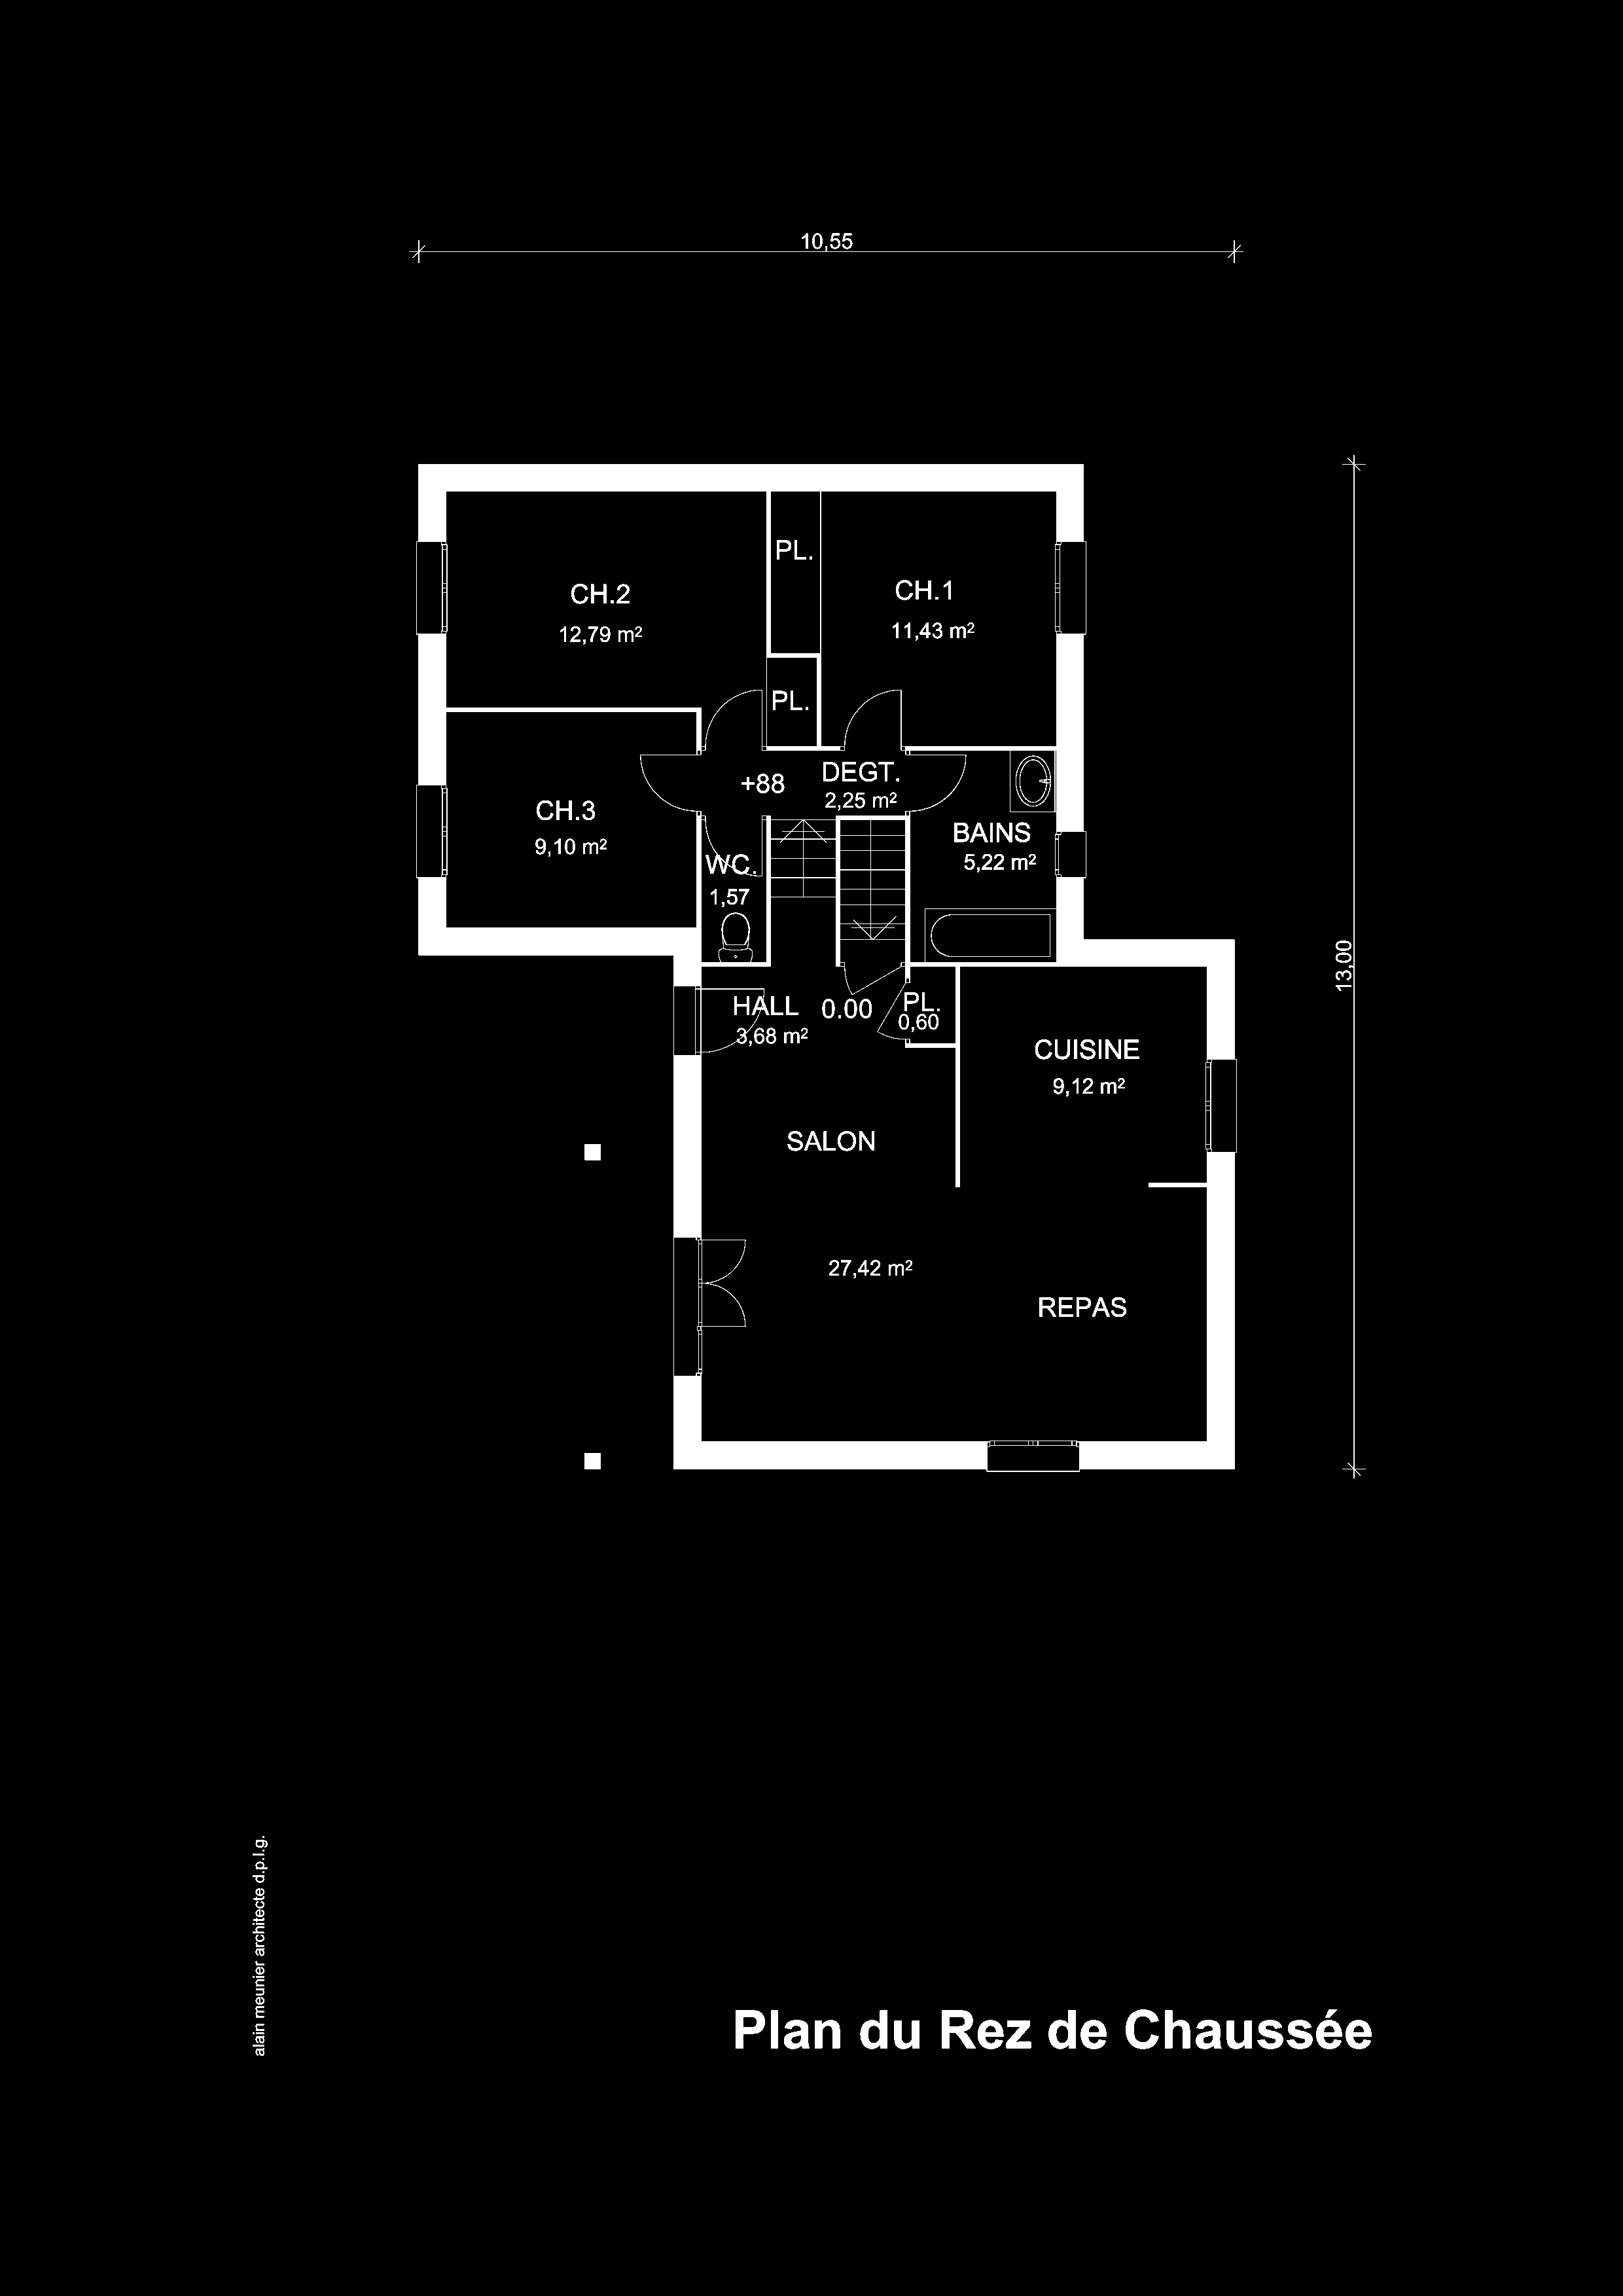 10,55
PL.
CH.2
12,79 m²
CH.1
11,43 m²
PL.
+88
DEGT.
2,25 m²
CH.3
9,10 m²
BAINS
5,22 m²
WC.
1,57
13,00
HALL
3,68 m²
0.00
PL.
0,60
CUISINE
9,12 m²
SALON
27,42 m²
REPAS
alain meunier architecte d.p.l.g.
Plan du Rez de Chaussée